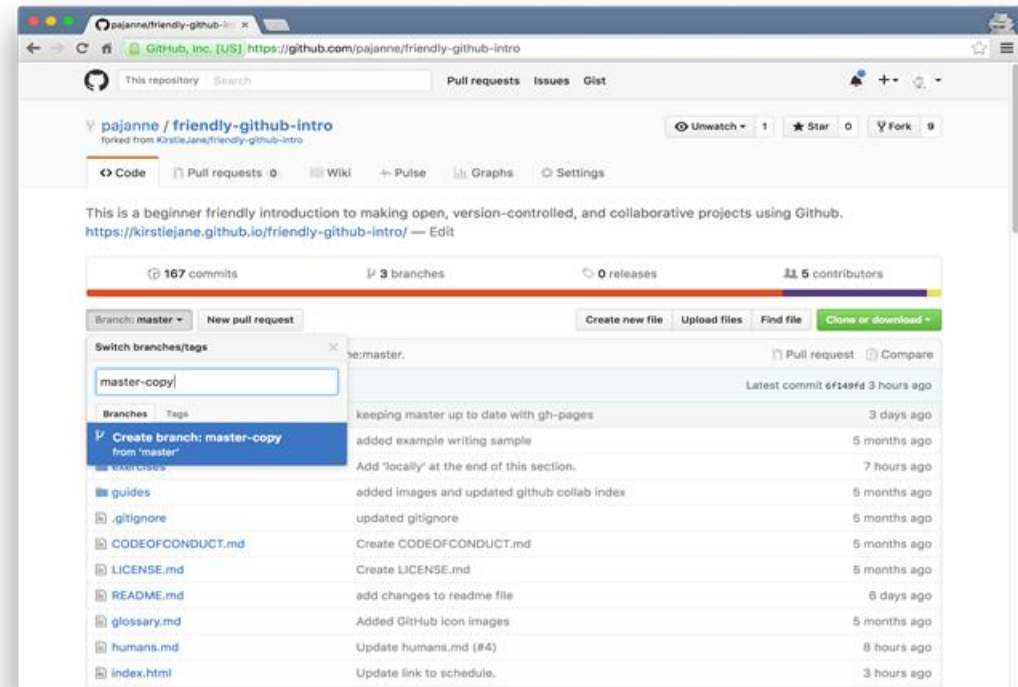 pajanne/friendly-github-in
GitHub, Inc. [US] https://github.com/pajanne/friendly-github-intro
This repository Search Pull requests Issues Gist
pajanne / friendly-github-intro Unwatch 1 Star 0 Fork 9
forked from KirstieJane/friendly-github-intro
Code Pull requests 0 Wiki Pulse Graphs Settings
This is a beginner friendly introduction to making open, version-controlled, and collaborative projects using Github.
https://kirstiejane.github.io/friendly-github-intro/ — Edit
167 commits 3 branches 0 releases 5 contributors
Branch: master New pull request Create new file Upload files Find file Clone or download
Switch branches/tags
ne:master. Pull request Compare
master-copy
Latest commit 6f149fd 3 hours ago
Branches Tags
keeping master up to date with gh-pages 3 days ago
Create branch: master-copy
from 'master'
added example writing sample 5 months ago
exercises Add 'locally' at the end of this section. 7 hours ago
guides added images and updated github collab index 5 months ago
.gitignore updated gitignore 5 months ago
CODEOFCONDUCT.md Create CODEOFCONDUCT.md 5 months ago
LICENSE.md Create LICENSE.md 5 months ago
README.md add changes to readme file 6 days ago
glossary.md Added GitHub icon images 5 months ago
humans.md Update humans.md (#4) 8 hours ago
index.html Update link to schedule. 3 hours ago